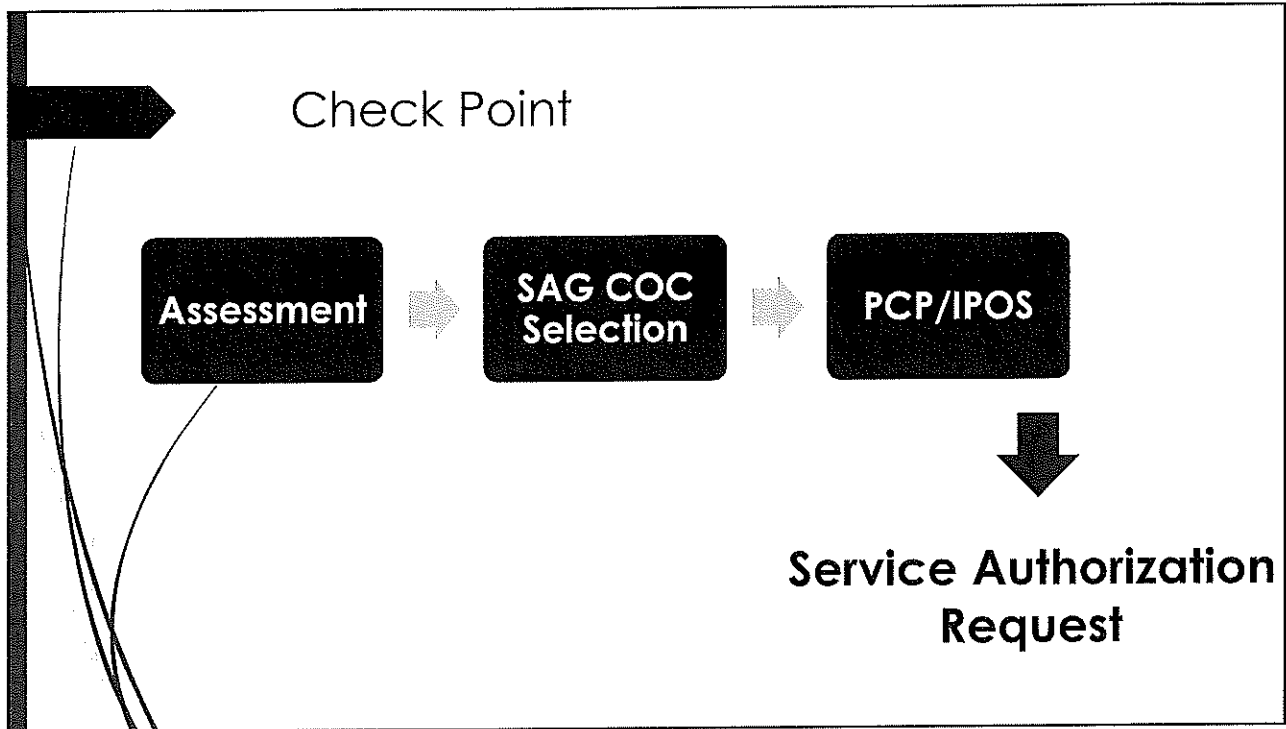 Check Point
Assessment
SAG COC
Selection
PCP/IPOS
Service Authorization
Request